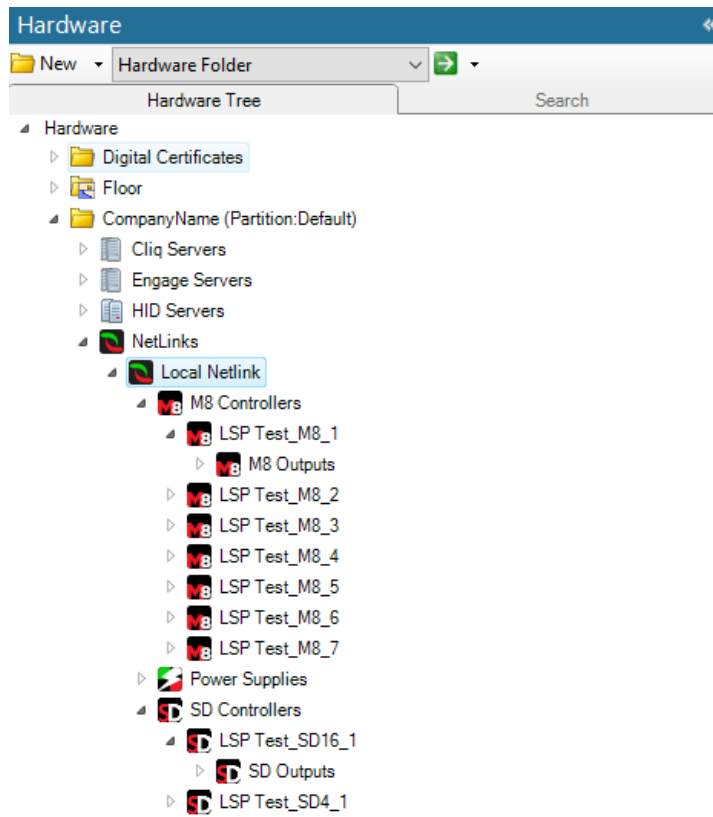 Hardware
New Hardware Folder
Hardware Tree Search
Hardware
Digital Certificates
Floor
CompanyName (Partition:Default)
Cliq Servers
Engage Servers
HID Servers
NetLinks
Local Netlink
M8 Controllers
LSP Test_M8_1
M8 Outputs
LSP Test_M8_2
LSP Test_M8_3
LSP Test_M8_4
LSP Test_M8_5
LSP Test_M8_6
LSP Test_M8_7
Power Supplies
SD Controllers
LSP Test_SD16_1
SD Outputs
LSP Test_SD4_1